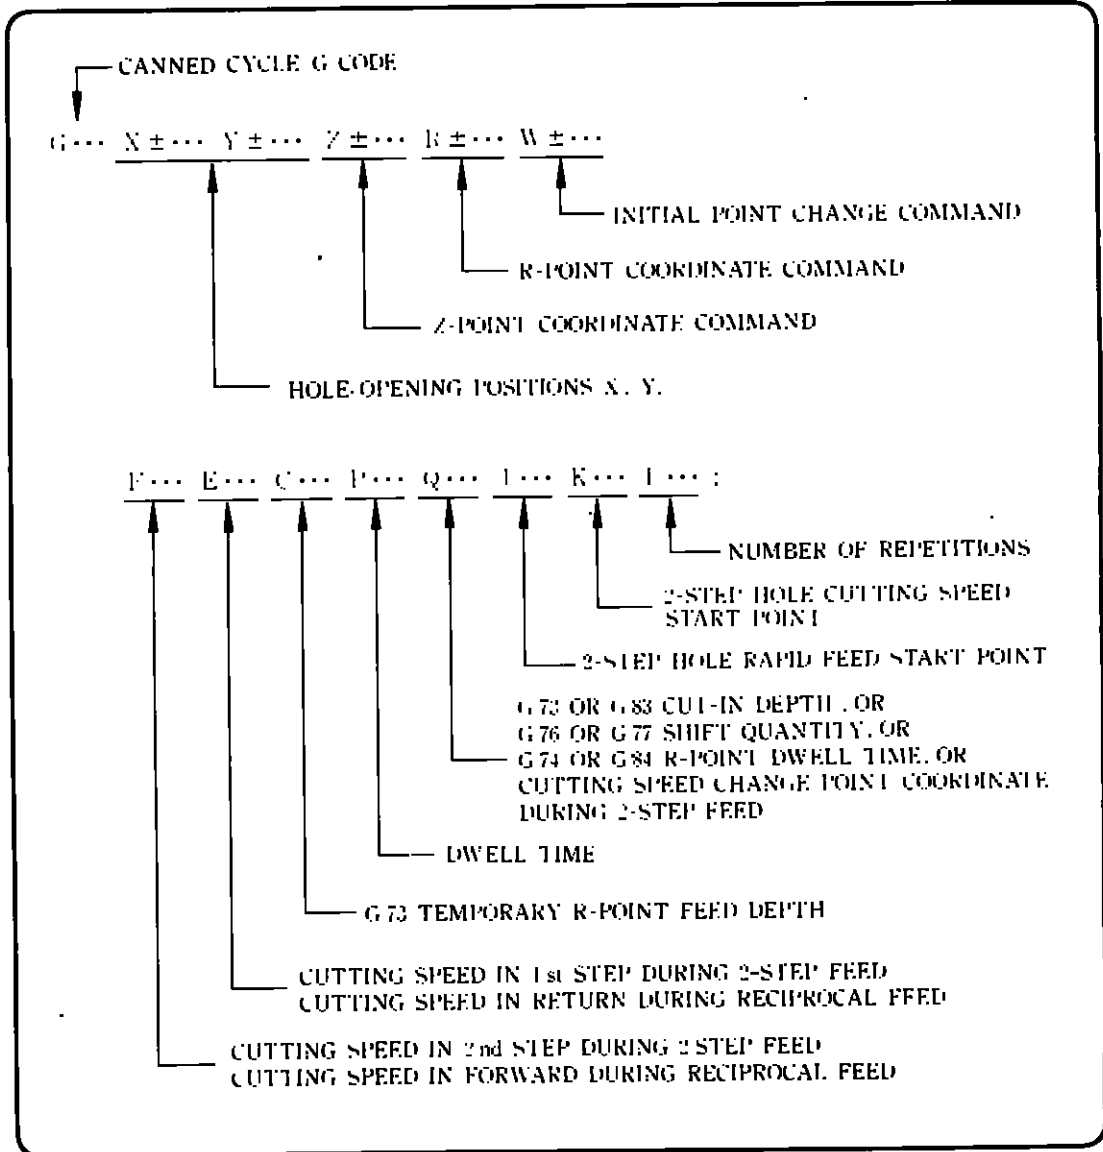 CANNED CYCLE G CODE
G··· X ±··· Y ±··· Z ±··· R ±··· W ±···
INITIAL POINT CHANGE COMMAND
R-POINT COORDINATE COMMAND
Z-POINT COORDINATE COMMAND
HOLE-OPENING POSITIONS X. Y.
F··· E··· C··· P··· Q··· I··· K··· L··· ;
NUMBER OF REPETITIONS
2-STEP HOLE CUTTING SPEED
START POINT
2-STEP HOLE RAPID FEED START POINT
G 73 OR G 83 CUT-IN DEPTH, OR
G 76 OR G 77 SHIFT QUANTITY, OR
G 74 OR G 84 R-POINT DWELL TIME, OR
CUTTING SPEED CHANGE POINT COORDINATE
DURING 2-STEP FEED
DWELL TIME
G 73 TEMPORARY R-POINT FEED DEPTH
CUTTING SPEED IN 1st STEP DURING 2-STEP FEED
CUTTING SPEED IN RETURN DURING RECIPROCAL FEED
CUTTING SPEED IN 2nd STEP DURING 2 STEP FEED
CUTTING SPEED IN FORWARD DURING RECIPROCAL FEED